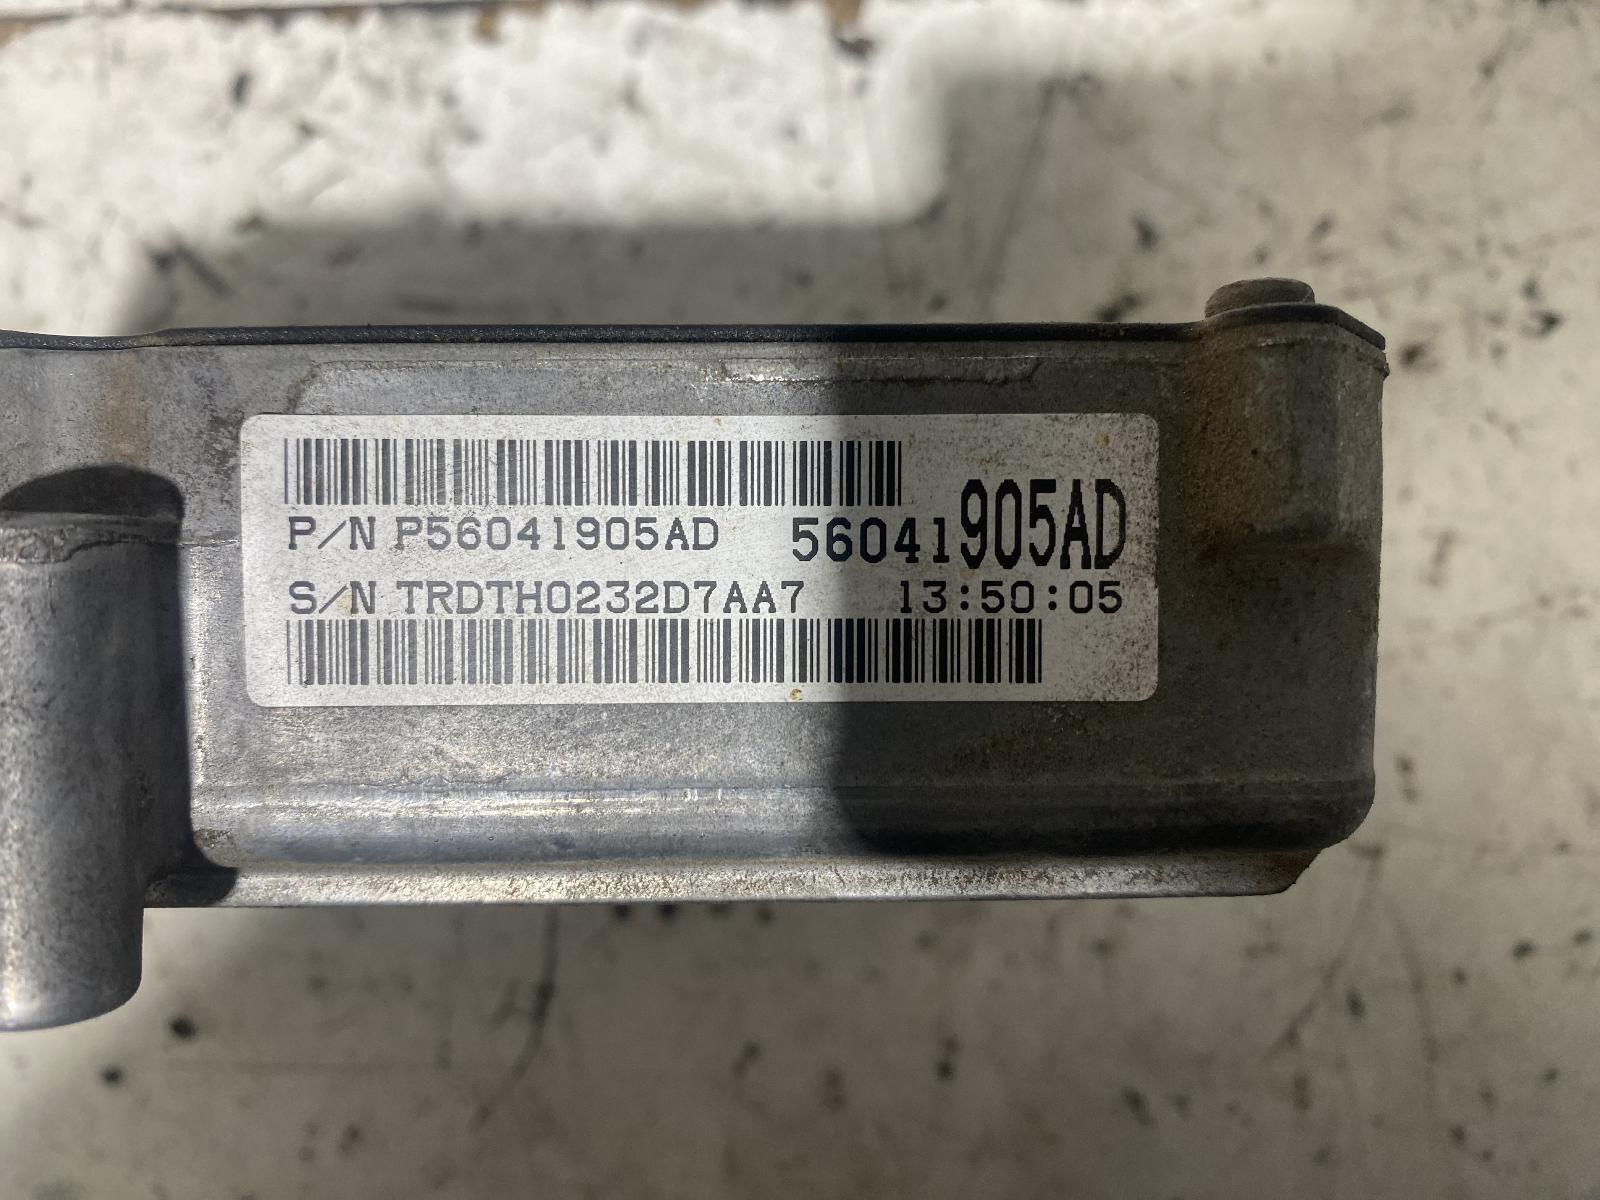 P/N P56041905AD 56041905AD
S/N TRDTH0232D7AA7 13:50:05